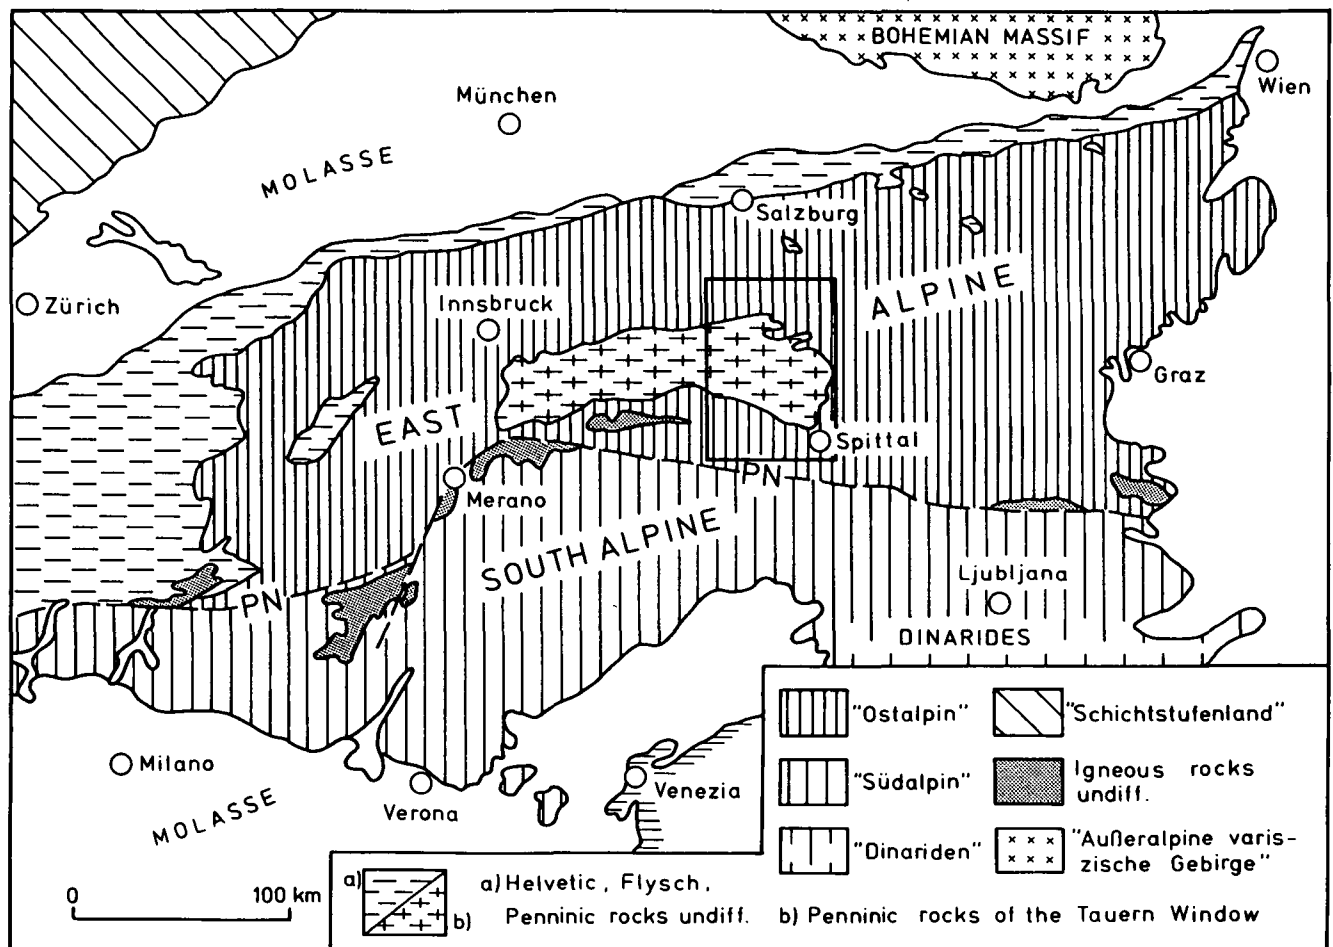 BOHEMIAN MASSIF
Wien
München
MOLASSE
Salzburg
ALPINE
Zürich
Innsbruck
Graz
EAST
Spittal
PN
Merano
SOUTH ALPINE
Ljubljana
PN
DINARIDES
Milano
MOLASSE
Verona
Venezia
"Ostalpin"
"Schichtstufenland"
"Südalpin"
Igneous rocks
undiff.
"Dinariden"
"Außeralpine varis-
zische Gebirge"
0 100 km
a)
b)
a) Helvetic, Flysch,
Penninic rocks undiff. b) Penninic rocks of the Tauern Window